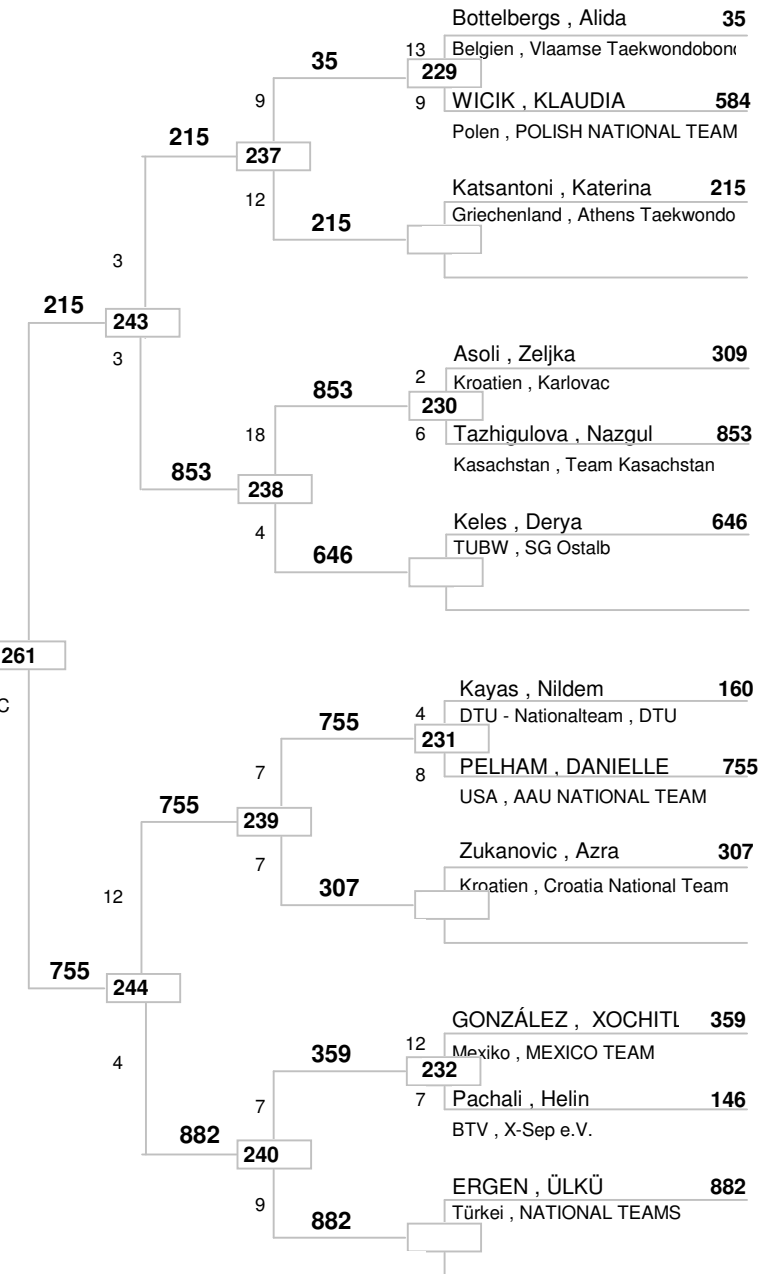 Bottelbergs , Alida 35
13 Belgien , Vlaamse Taekwondobond
35
229
9 WICIK , KLAUDIA 584
9
Polen , POLISH NATIONAL TEAM
215
237
Katsantoni , Katerina 215
12
Griechenland , Athens Taekwondo
215
3
215
243
3
Asoli , Zeljka 309
2 Kroatien , Karlovac
853
230
18
6 Tazhigulova , Nazgul 853
Kasachstan , Team Kasachstan
853
238
Keles , Derya 646
4
TUBW , SG Ostalb
646
261
C
Kayas , Nildem 160
4 DTU - Nationalteam , DTU
755
231
7
8 PELHAM , DANIELLE 755
USA , AAU NATIONAL TEAM
755
239
Zukanovic , Azra 307
7
Kroatien , Croatia National Team
307
12
755
244
GONZÁLEZ , XOCHITL 359
12 Mexiko , MEXICO TEAM
359
232
4
7 Pachali , Helin 146
7
BTV , X-Sep e.V.
882
240
ERGEN , ÜLKÜ 882
9
Türkei , NATIONAL TEAMS
882